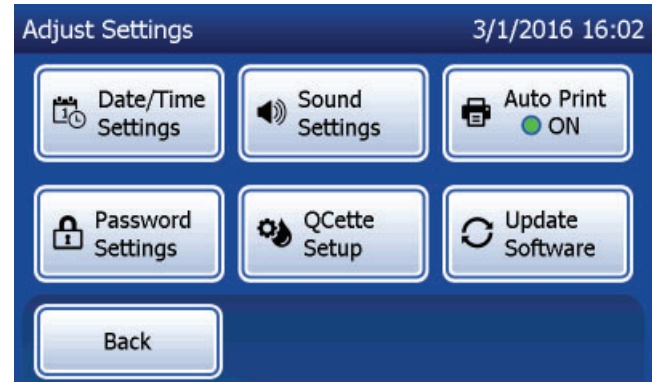 Adjust Settings 3/1/2016 16:02
Date/Time
Settings
Sound
Settings
Auto Print
ON
Password
Settings
QCette
Setup
Update
Software
Back